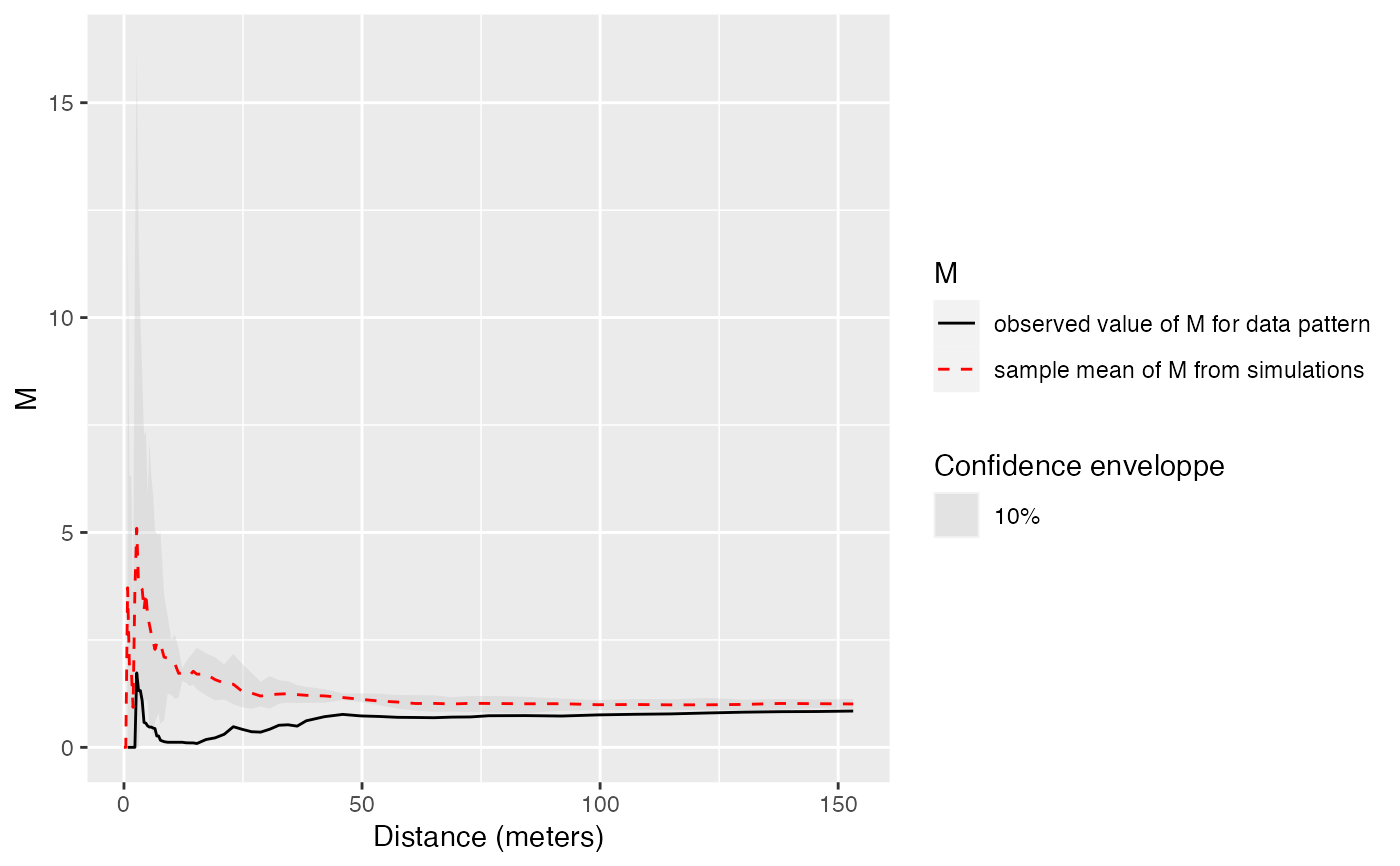 15
10
5
0
M
0
50
100
150
Distance (meters)
M
observed value of M for data pattern
sample mean of M from simulations
Confidence enveloppe
10%